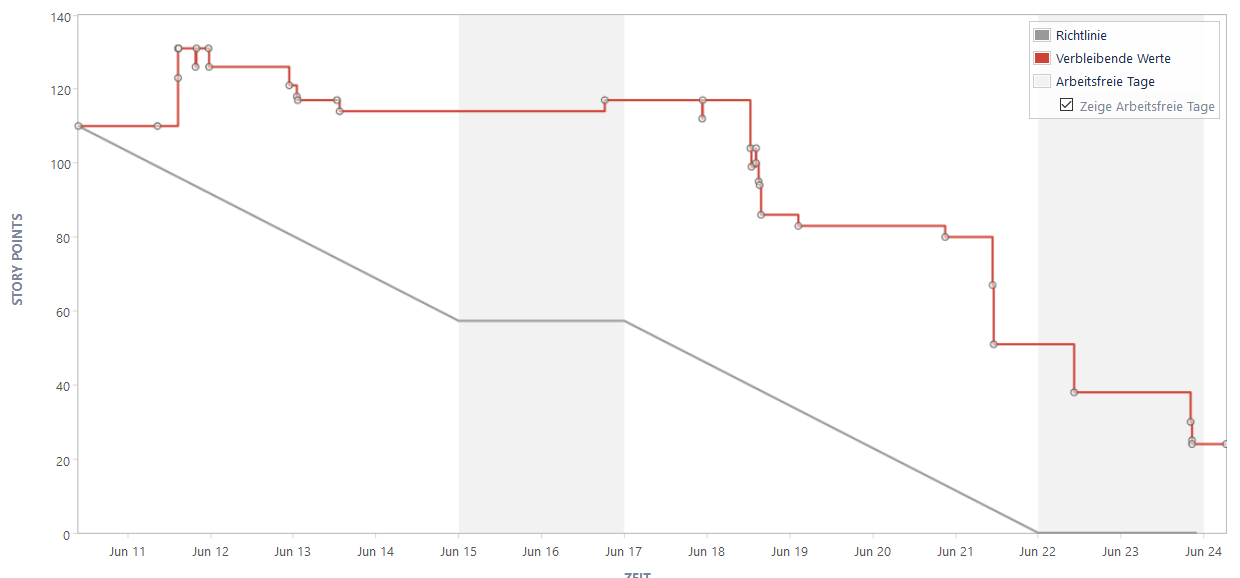 140
120
100
80
60
40
20
0
STORY POINTS
Richtlinie
Verbleibende Werte
Arbeitsfreie Tage
Zeige Arbeitsfreie Tage
Jun 11 Jun 12 Jun 13 Jun 14 Jun 15 Jun 16 Jun 17 Jun 18 Jun 19 Jun 20 Jun 21 Jun 22 Jun 23 Jun 24
ZEIT